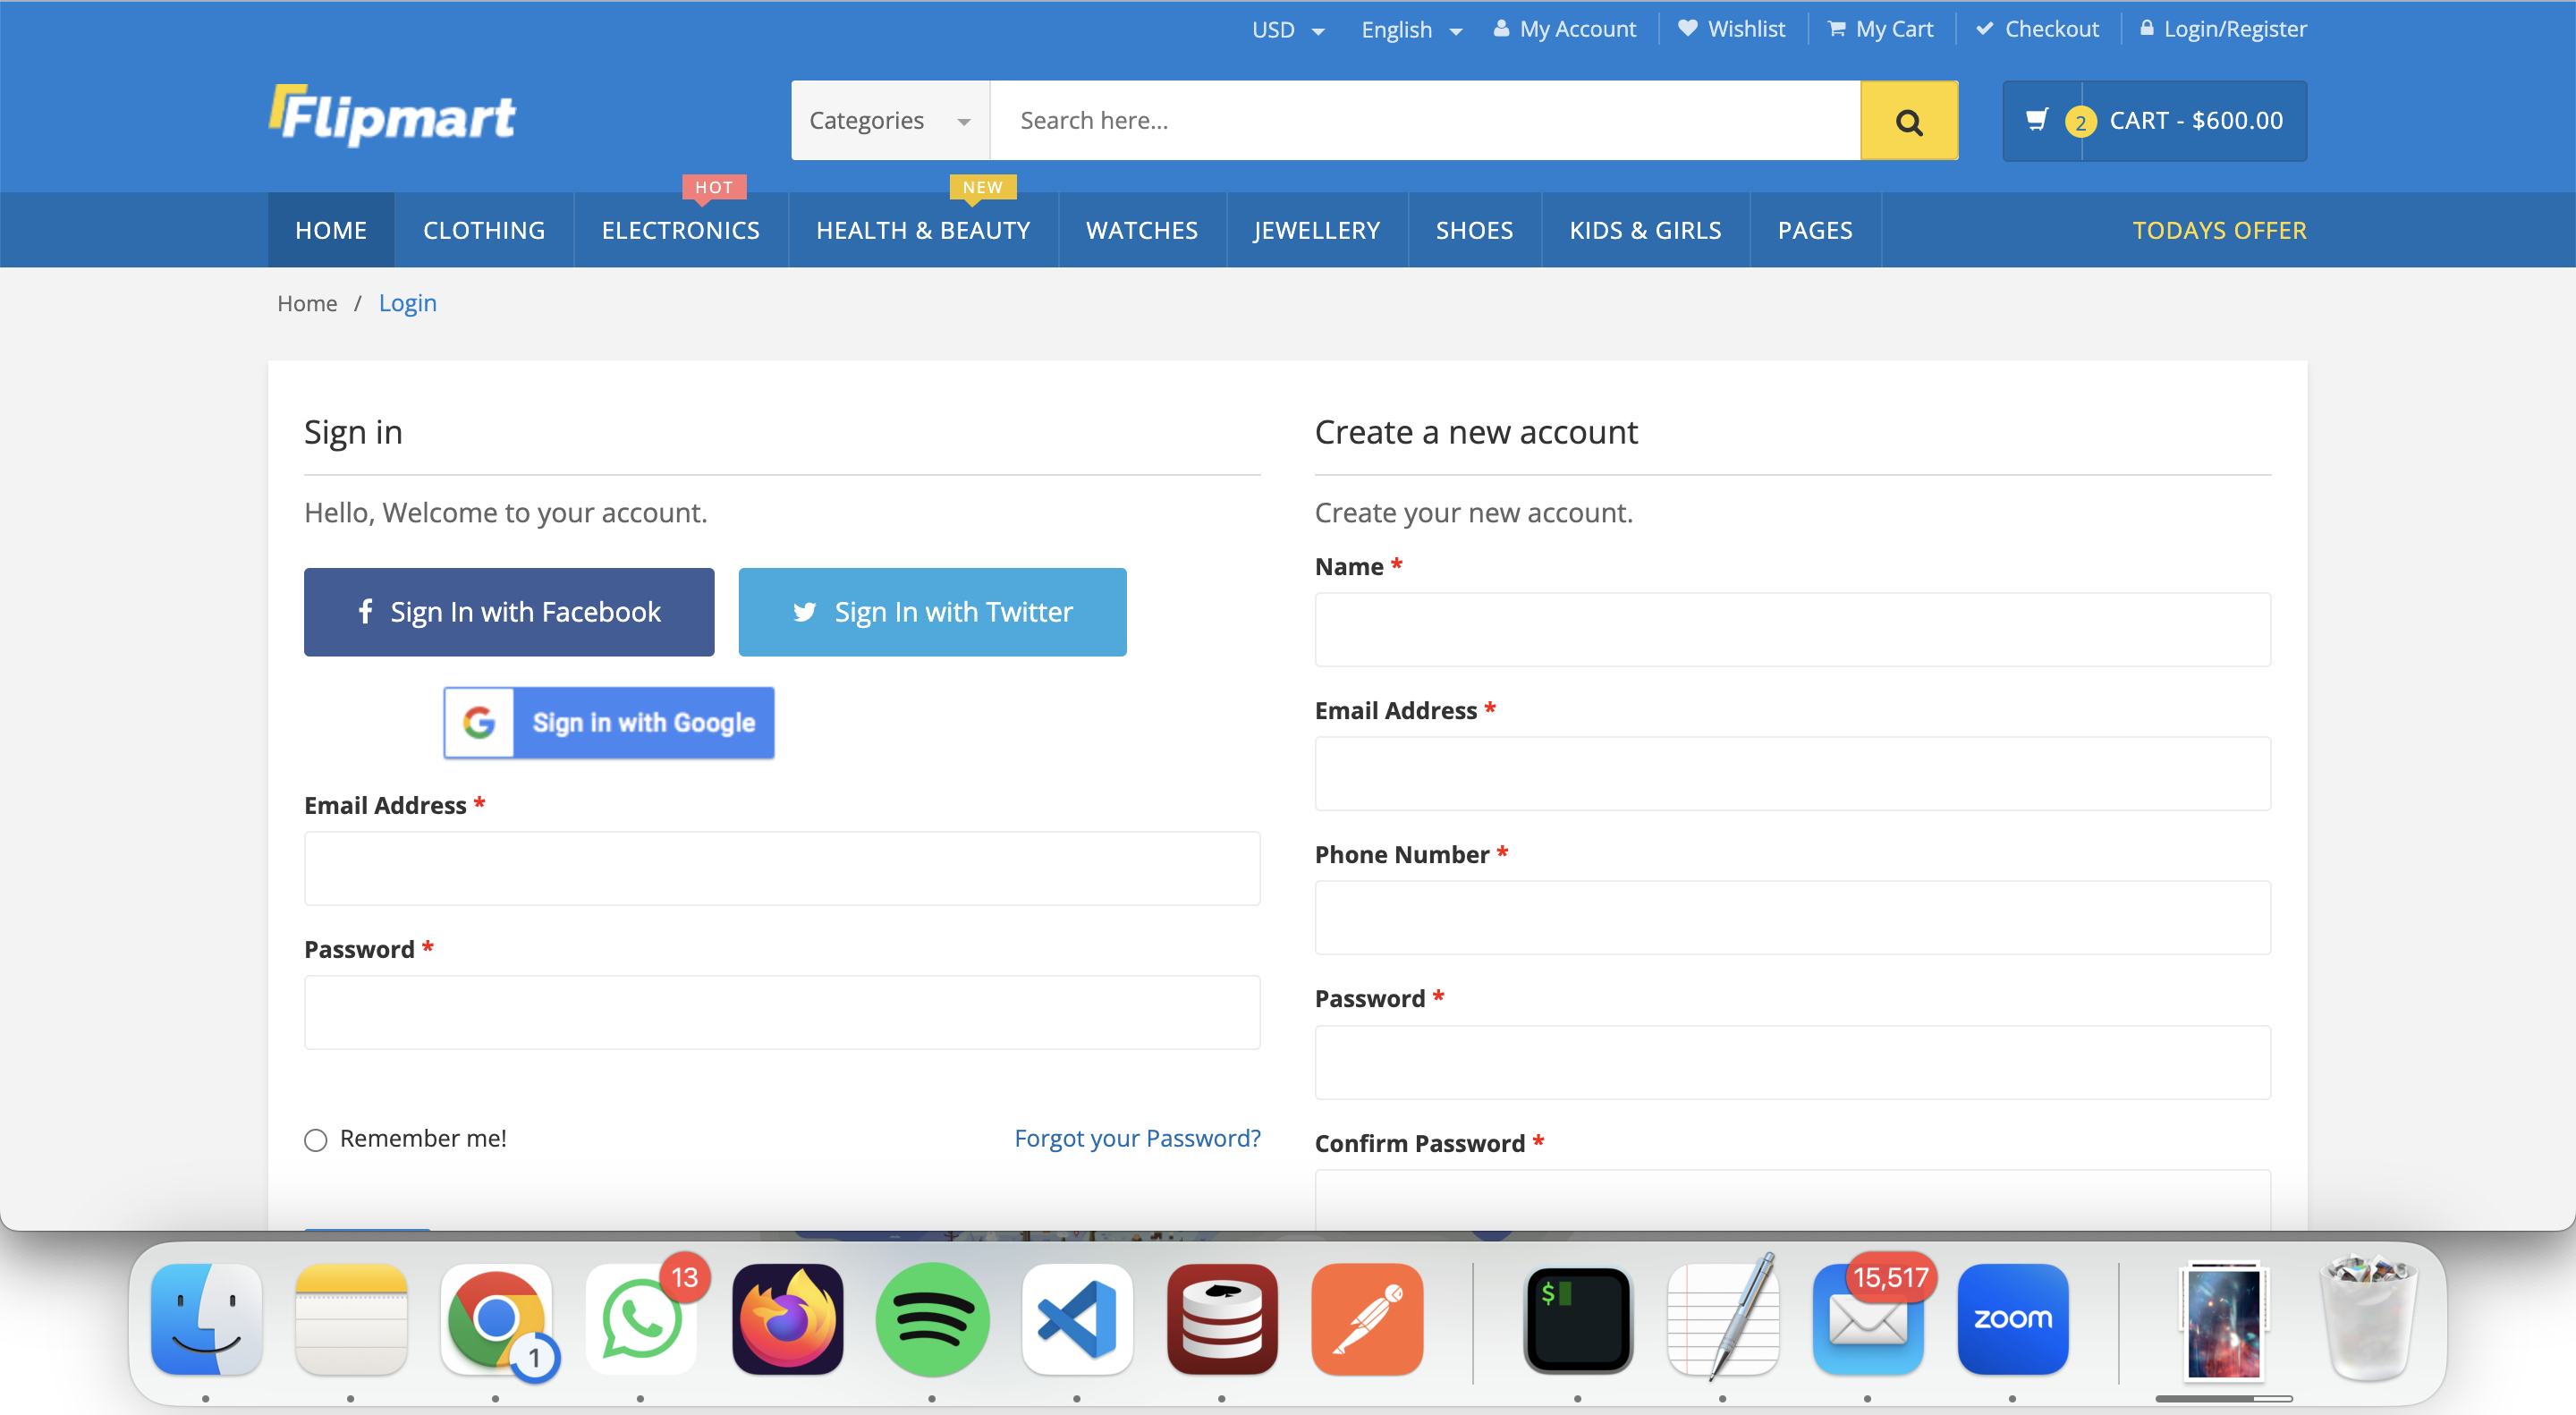 USD English My Account Wishlist My Cart Checkout Login/Register
Flipmart
Categories Search here... 2 CART - $600.00
HOT NEW
HOME CLOTHING ELECTRONICS HEALTH & BEAUTY WATCHES JEWELLERY SHOES KIDS & GIRLS PAGES TODAYS OFFER
Home / Login
Sign in
Hello, Welcome to your account.
Sign In with Facebook Sign In with Twitter
Sign in with Google
Email Address *
Password *
Remember me! Forgot your Password?
Create a new account
Create your new account.
Name *
Email Address *
Phone Number *
Password *
Confirm Password *
1 13 $ 15,517 zoom